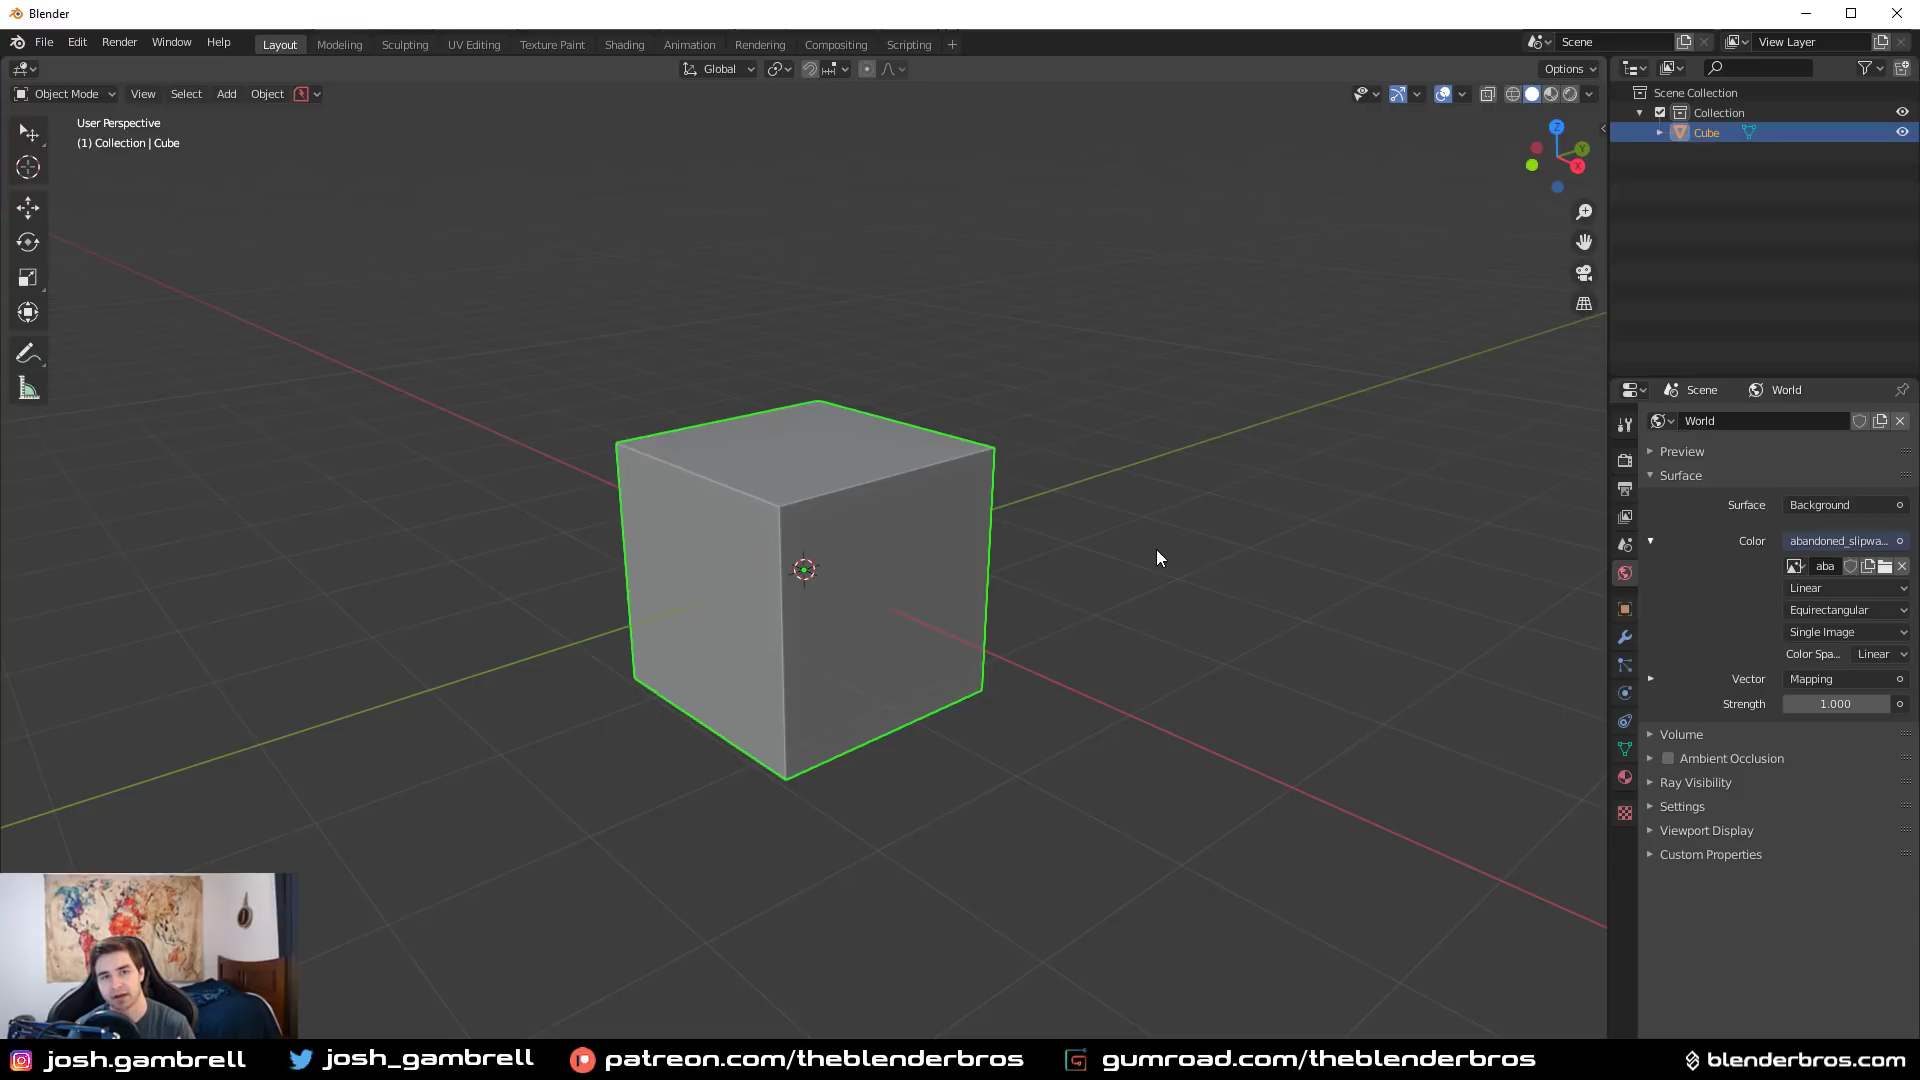 Blender
File Edit Render Window Help
Layout Modeling Sculpting UV Editing Texture Paint Shading Animation Rendering Compositing Scripting +
Scene View Layer
Global Options
Object Mode View Select Add Object
User Perspective
(1) Collection | Cube
Z
Y
X
Scene Collection
Collection
Cube
Scene World
World
Preview
Surface
Surface Background
Color abandoned_slipwa...
aba
Linear
Equirectangular
Single Image
Color Spa... Linear
Vector Mapping
Strength 1.000
Volume
Ambient Occlusion
Ray Visibility
Settings
Viewport Display
Custom Properties
josh.gambrell josh_gambrell patreon.com/theblenderbros gumroad.com/theblenderbros blenderbros.com